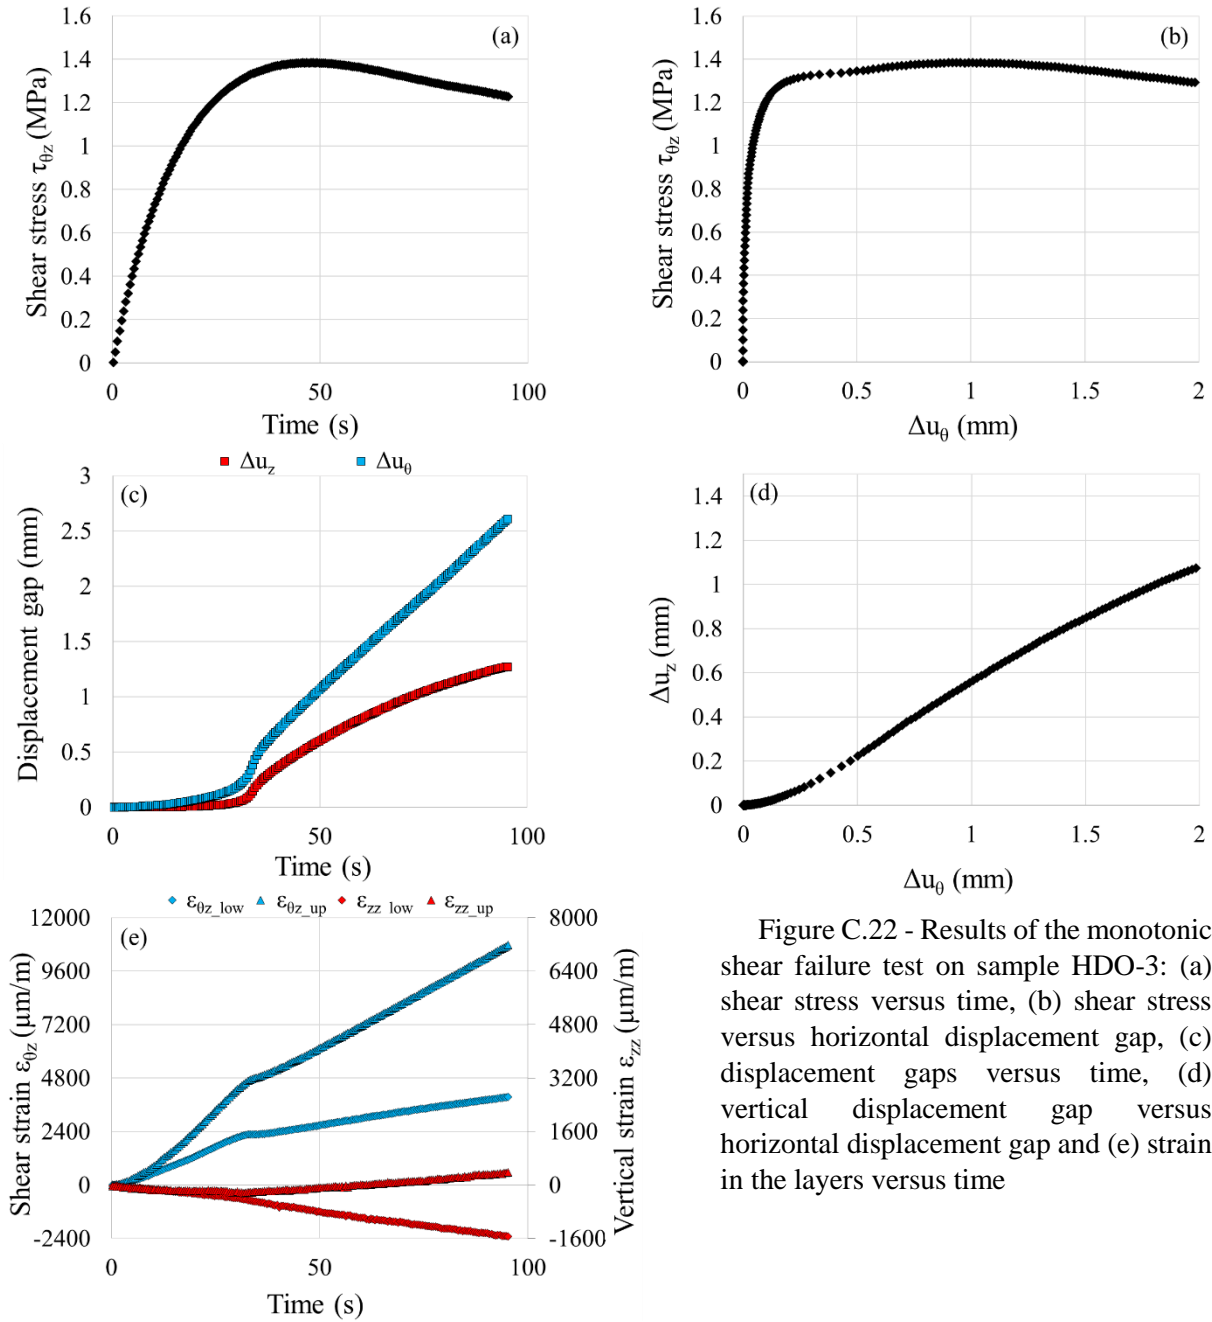 (a)
Shear stress τθz (MPa)
1.6
1.4
1.2
1
0.8
0.6
0.4
0.2
0
0 50 100
Time (s)
(b)
Shear stress τθz (MPa)
1.6
1.4
1.2
1
0.8
0.6
0.4
0.2
0
0 0.5 1 1.5 2
Δuθ (mm)
Δuz Δuθ
(c)
Displacement gap (mm)
3
2.5
2
1.5
1
0.5
0
0 50 100
Time (s)
(d)
Δuz (mm)
1.4
1.2
1
0.8
0.6
0.4
0.2
0
0 0.5 1 1.5 2
Δuθ (mm)
εθz_low εθz_up εzz_low εzz_up
(e)
Shear strain εθz (μm/m)
12000
9600
7200
4800
2400
0
-2400
8000
6400
4800
3200
1600
0
-1600
Vertical strain εzz (μm/m)
0 50 100
Time (s)
Figure C.22 - Results of the monotonic
shear failure test on sample HDO-3: (a)
shear stress versus time, (b) shear stress
versus horizontal displacement gap, (c)
displacement gaps versus time, (d)
vertical displacement gap versus
horizontal displacement gap and (e) strain
in the layers versus time